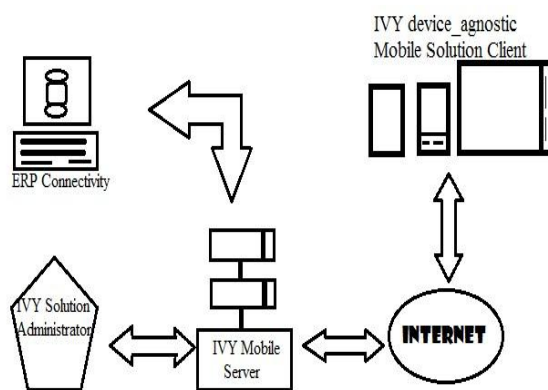 IVY device_agnostic
Mobile Solution Client
ERP Connectivity
IVY Solution
Administrator
IVY Mobile
Server
INTERNET